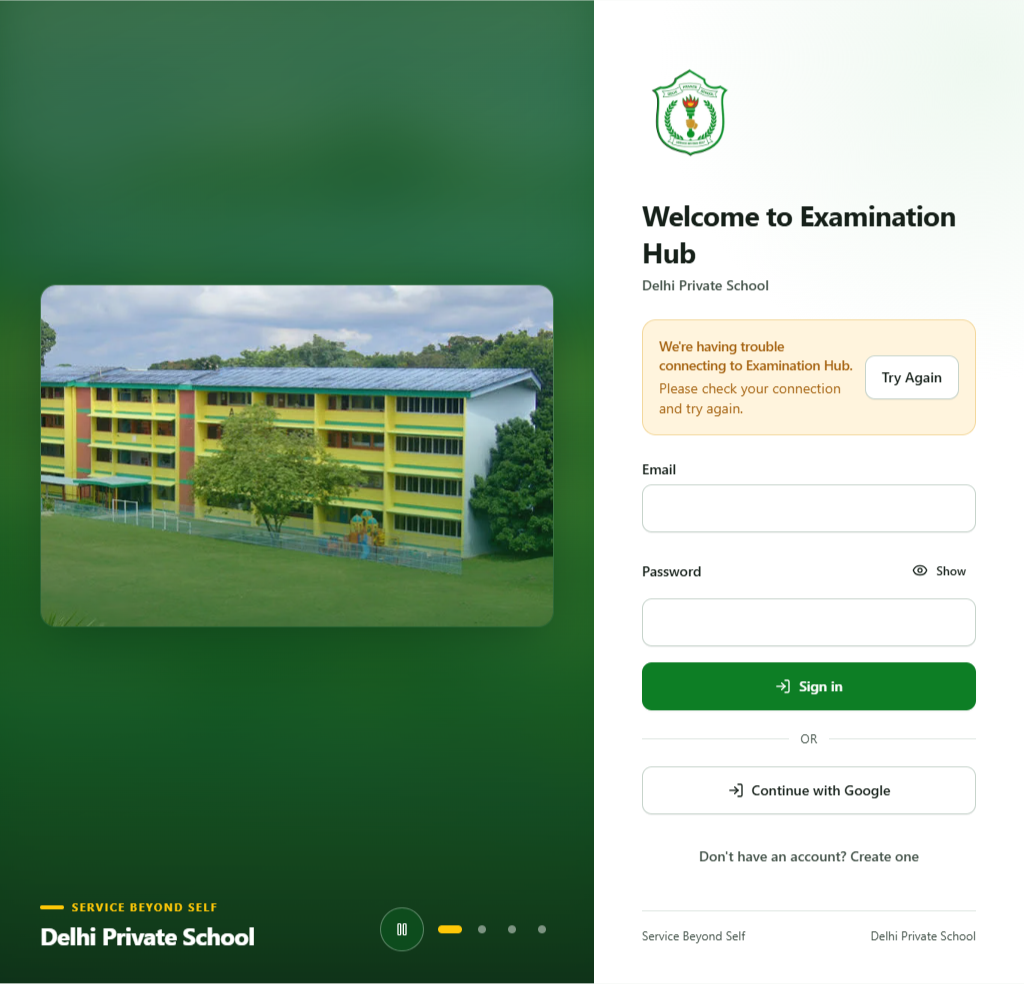 SERVICE BEYOND SELF
Delhi Private School
Welcome to Examination
Hub
Delhi Private School
We're having trouble
connecting to Examination Hub.
Please check your connection
and try again.
Try Again
Email
Password
Show
Sign in
OR
Continue with Google
Don't have an account? Create one
Service Beyond Self
Delhi Private School